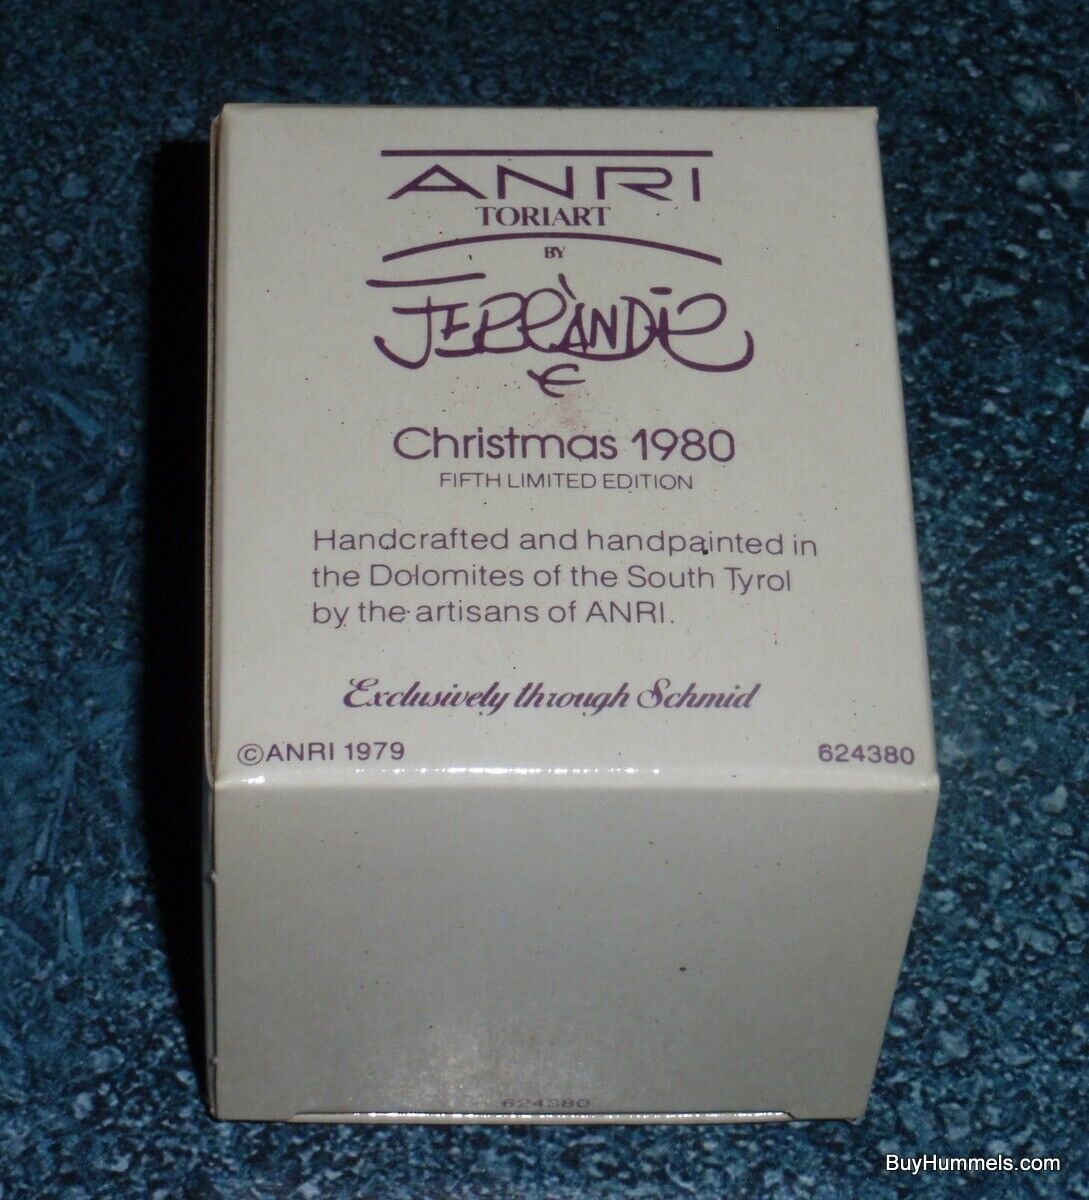 ANRI
TORIART
BY
FERRÀNDIZ
Christmas 1980
FIFTH LIMITED EDITION
Handcrafted and handpainted in
the Dolomites of the South Tyrol
by the artisans of ANRI.
Exclusively through Schmid
©ANRI 1979 624380
624380
BuyHummels.com